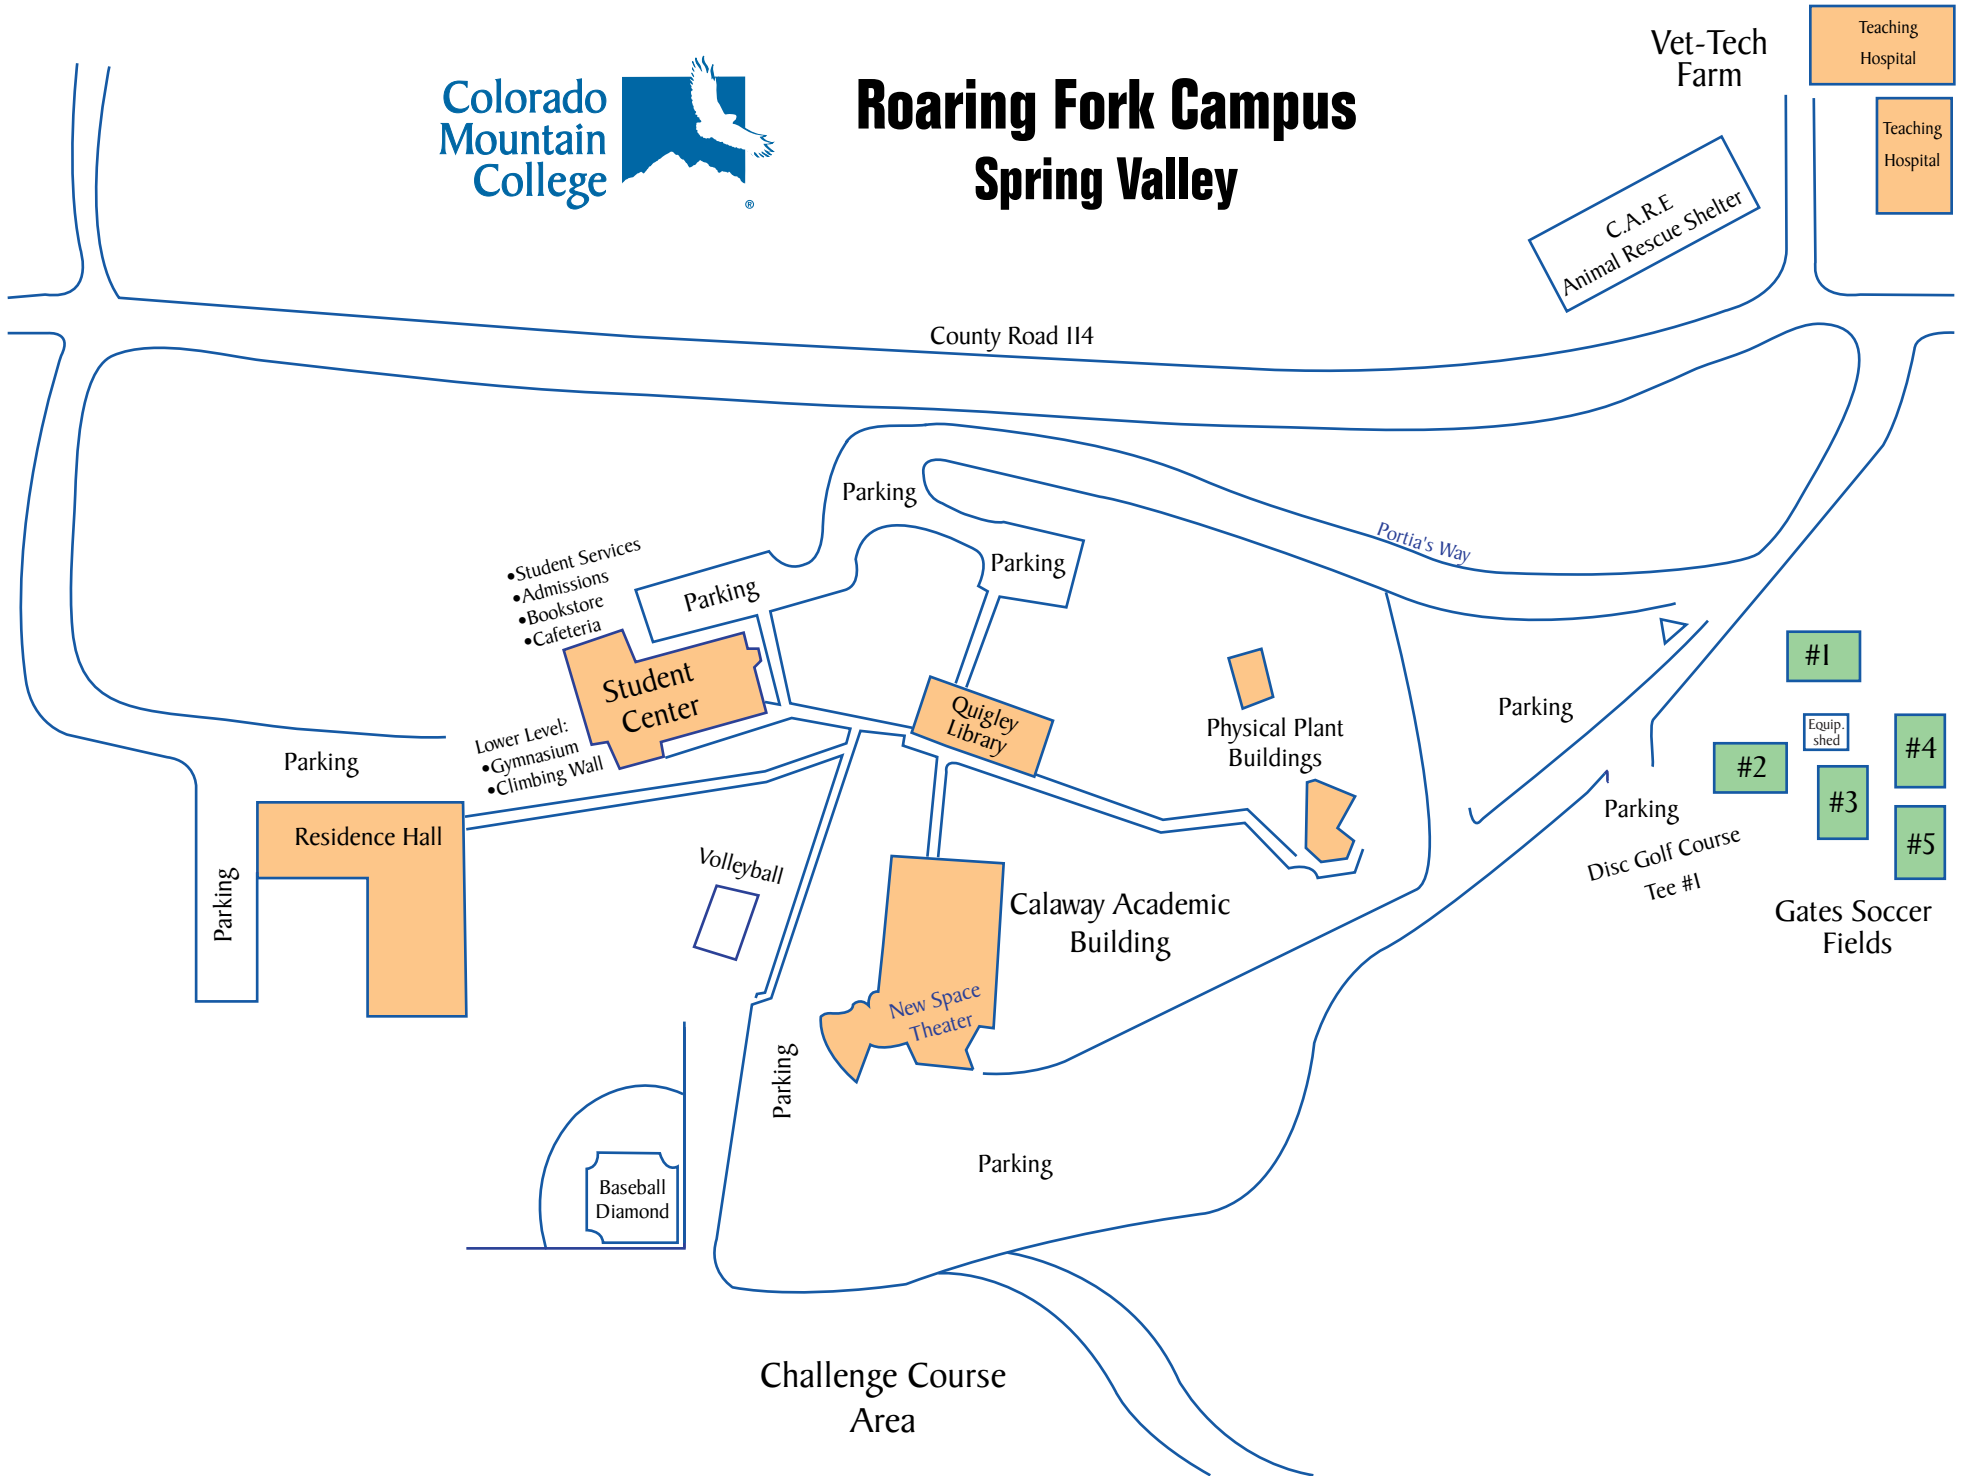 Colorado
Mountain
College
®
Roaring Fork Campus
Spring Valley
Vet-Tech
Farm
Teaching
Hospital
Teaching
Hospital
C.A.R.E
Animal Rescue Shelter
County Road 114
Parking
Parking
Portia's Way
•Student Services
•Admissions
•Bookstore
•Cafeteria
Parking
Student
Center
Lower Level:
•Gymnasium
•Climbing Wall
Quigley
Library
Physical Plant
Buildings
Parking
#1
Equip.
shed
#2
#3
#4
#5
Parking
Disc Golf Course
Tee #1
Gates Soccer
Fields
Parking
Residence Hall
Parking
Volleyball
Calaway Academic
Building
New Space
Theater
Parking
Parking
Baseball
Diamond
Challenge Course
Area